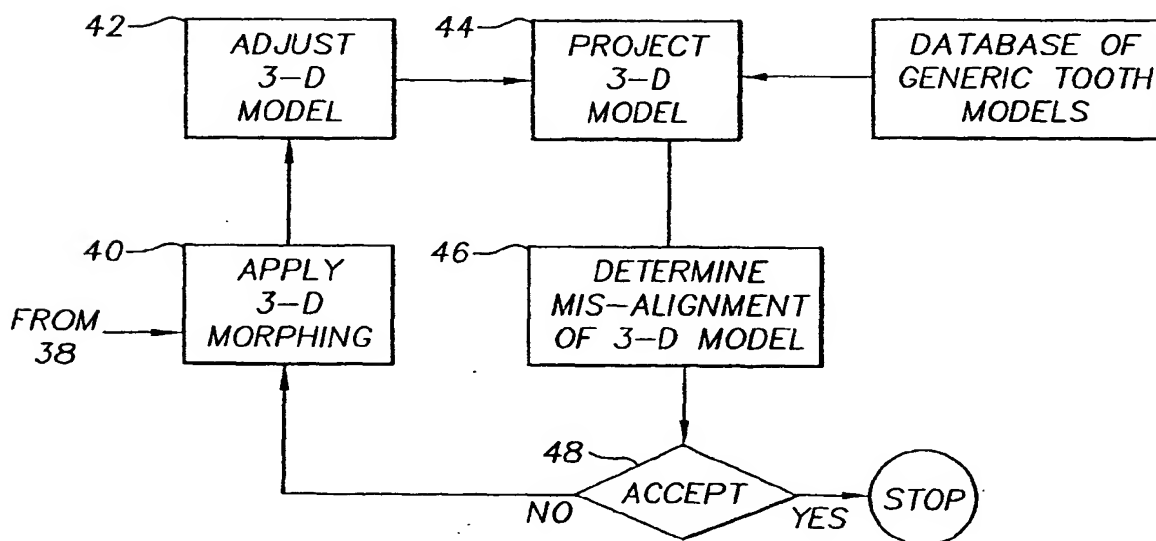 42
ADJUST
3-D
MODEL
44
PROJECT
3-D
MODEL
DATABASE OF
GENERIC TOOTH
MODELS
40
APPLY
3-D
MORPHING
FROM
38
46
DETERMINE
MIS-ALIGNMENT
OF 3-D MODEL
48
ACCEPT
NO
YES
STOP